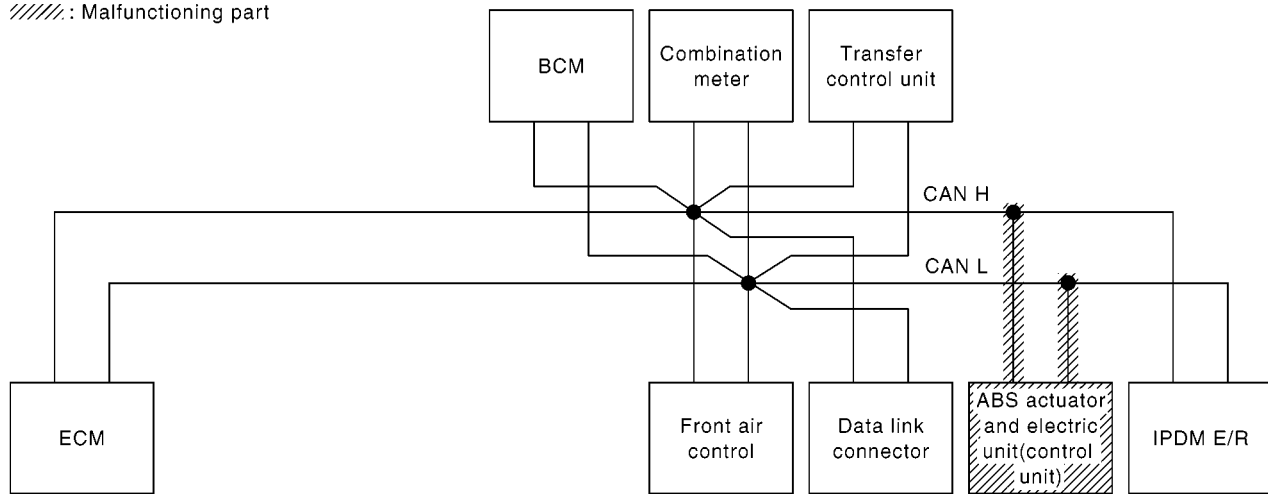 : Malfunctioning part
BCM
Combination
meter
Transfer
control unit
CAN H
CAN L
ECM
Front air
control
Data link
connector
ABS actuator
and electric
unit(control
unit)
IPDM E/R